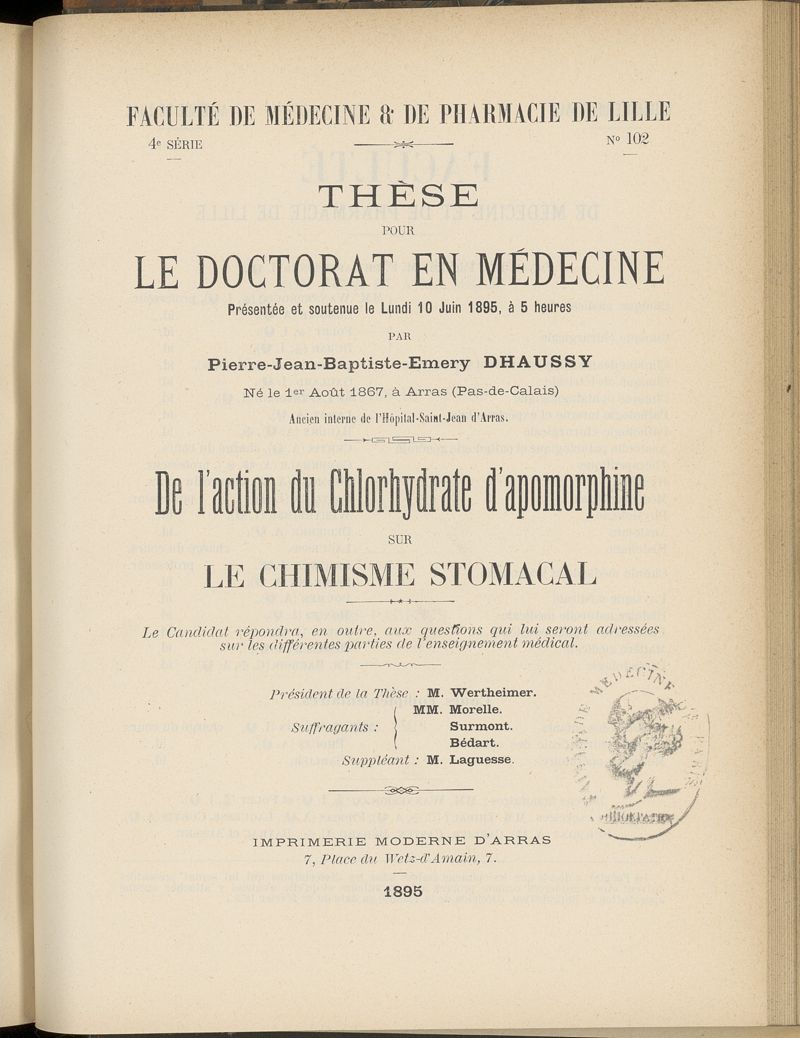 FACULTÉ DE MÉDECINE & DE PHARMACIE DE LILLE
4e SÉRIE
No 102
THÈSE
POUR
LE DOCTORAT EN MÉDECINE
Présentée et soutenue le Lundi 10 Juin 1895, à 5 heures
PAR
Pierre-Jean-Baptiste-Emery DHAUSSY
Né le 1er Août 1867, à Arras (Pas-de-Calais)
Ancien interne de l'Hôpital-Saint-Jean d'Arras.
De l'action du Chlorhydrate d'apomorphine
SUR
LE CHIMISME STOMACAL
Le Candidat répondra, en outre, aux questions qui lui seront adressées
sur les différentes parties de l'enseignement médical.
Président de la Thèse : M. Wertheimer.
MM. Morelle.
Suffragants : Surmont.
Bédart.
Suppléant : M. Laguesse.
IMPRIMERIE MODERNE D'ARRAS
7, Place du Wetz-d'Amain, 7.
1895
DE MÉDECINE DE PARIS